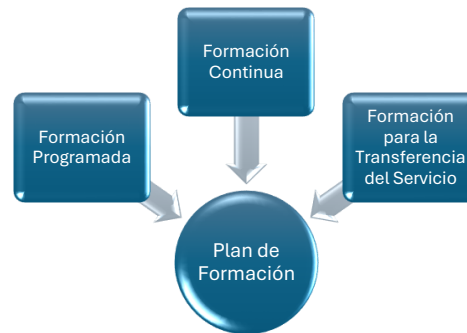 Formación
Continua
Formación
Programada
Formación
para la
Transferencia
del Servicio
Plan de
Formación